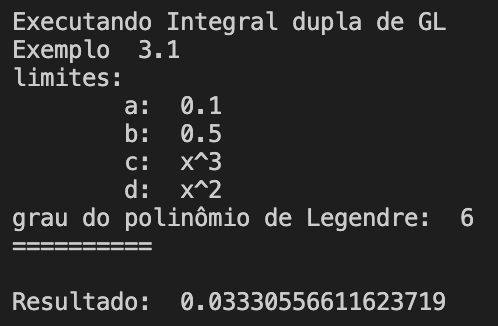 Executando Integral dupla de GL
Exemplo  3.1
limites:
        a:  0.1
        b:  0.5
        c:  x^3
        d:  x^2
grau do polinômio de Legendre:  6
==========
Resultado:  0.03330556611623719